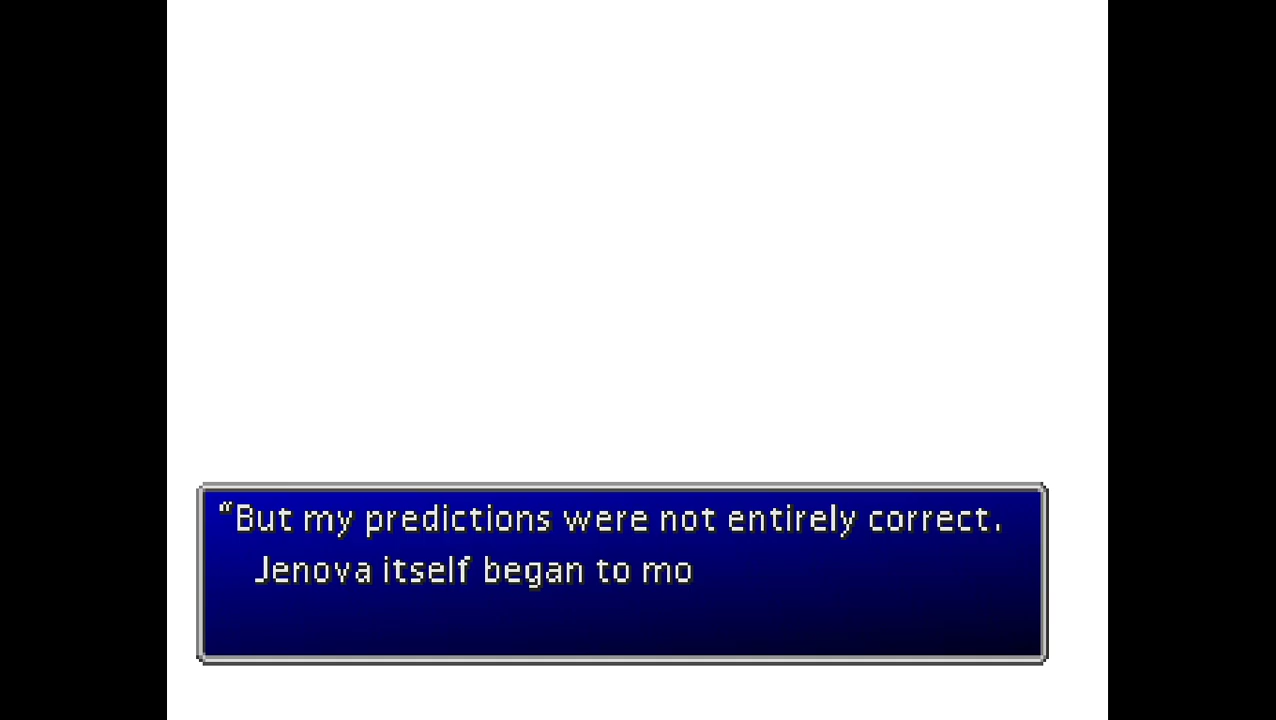 “But my predictions were not entirely correct.
Jenova itself began to mo